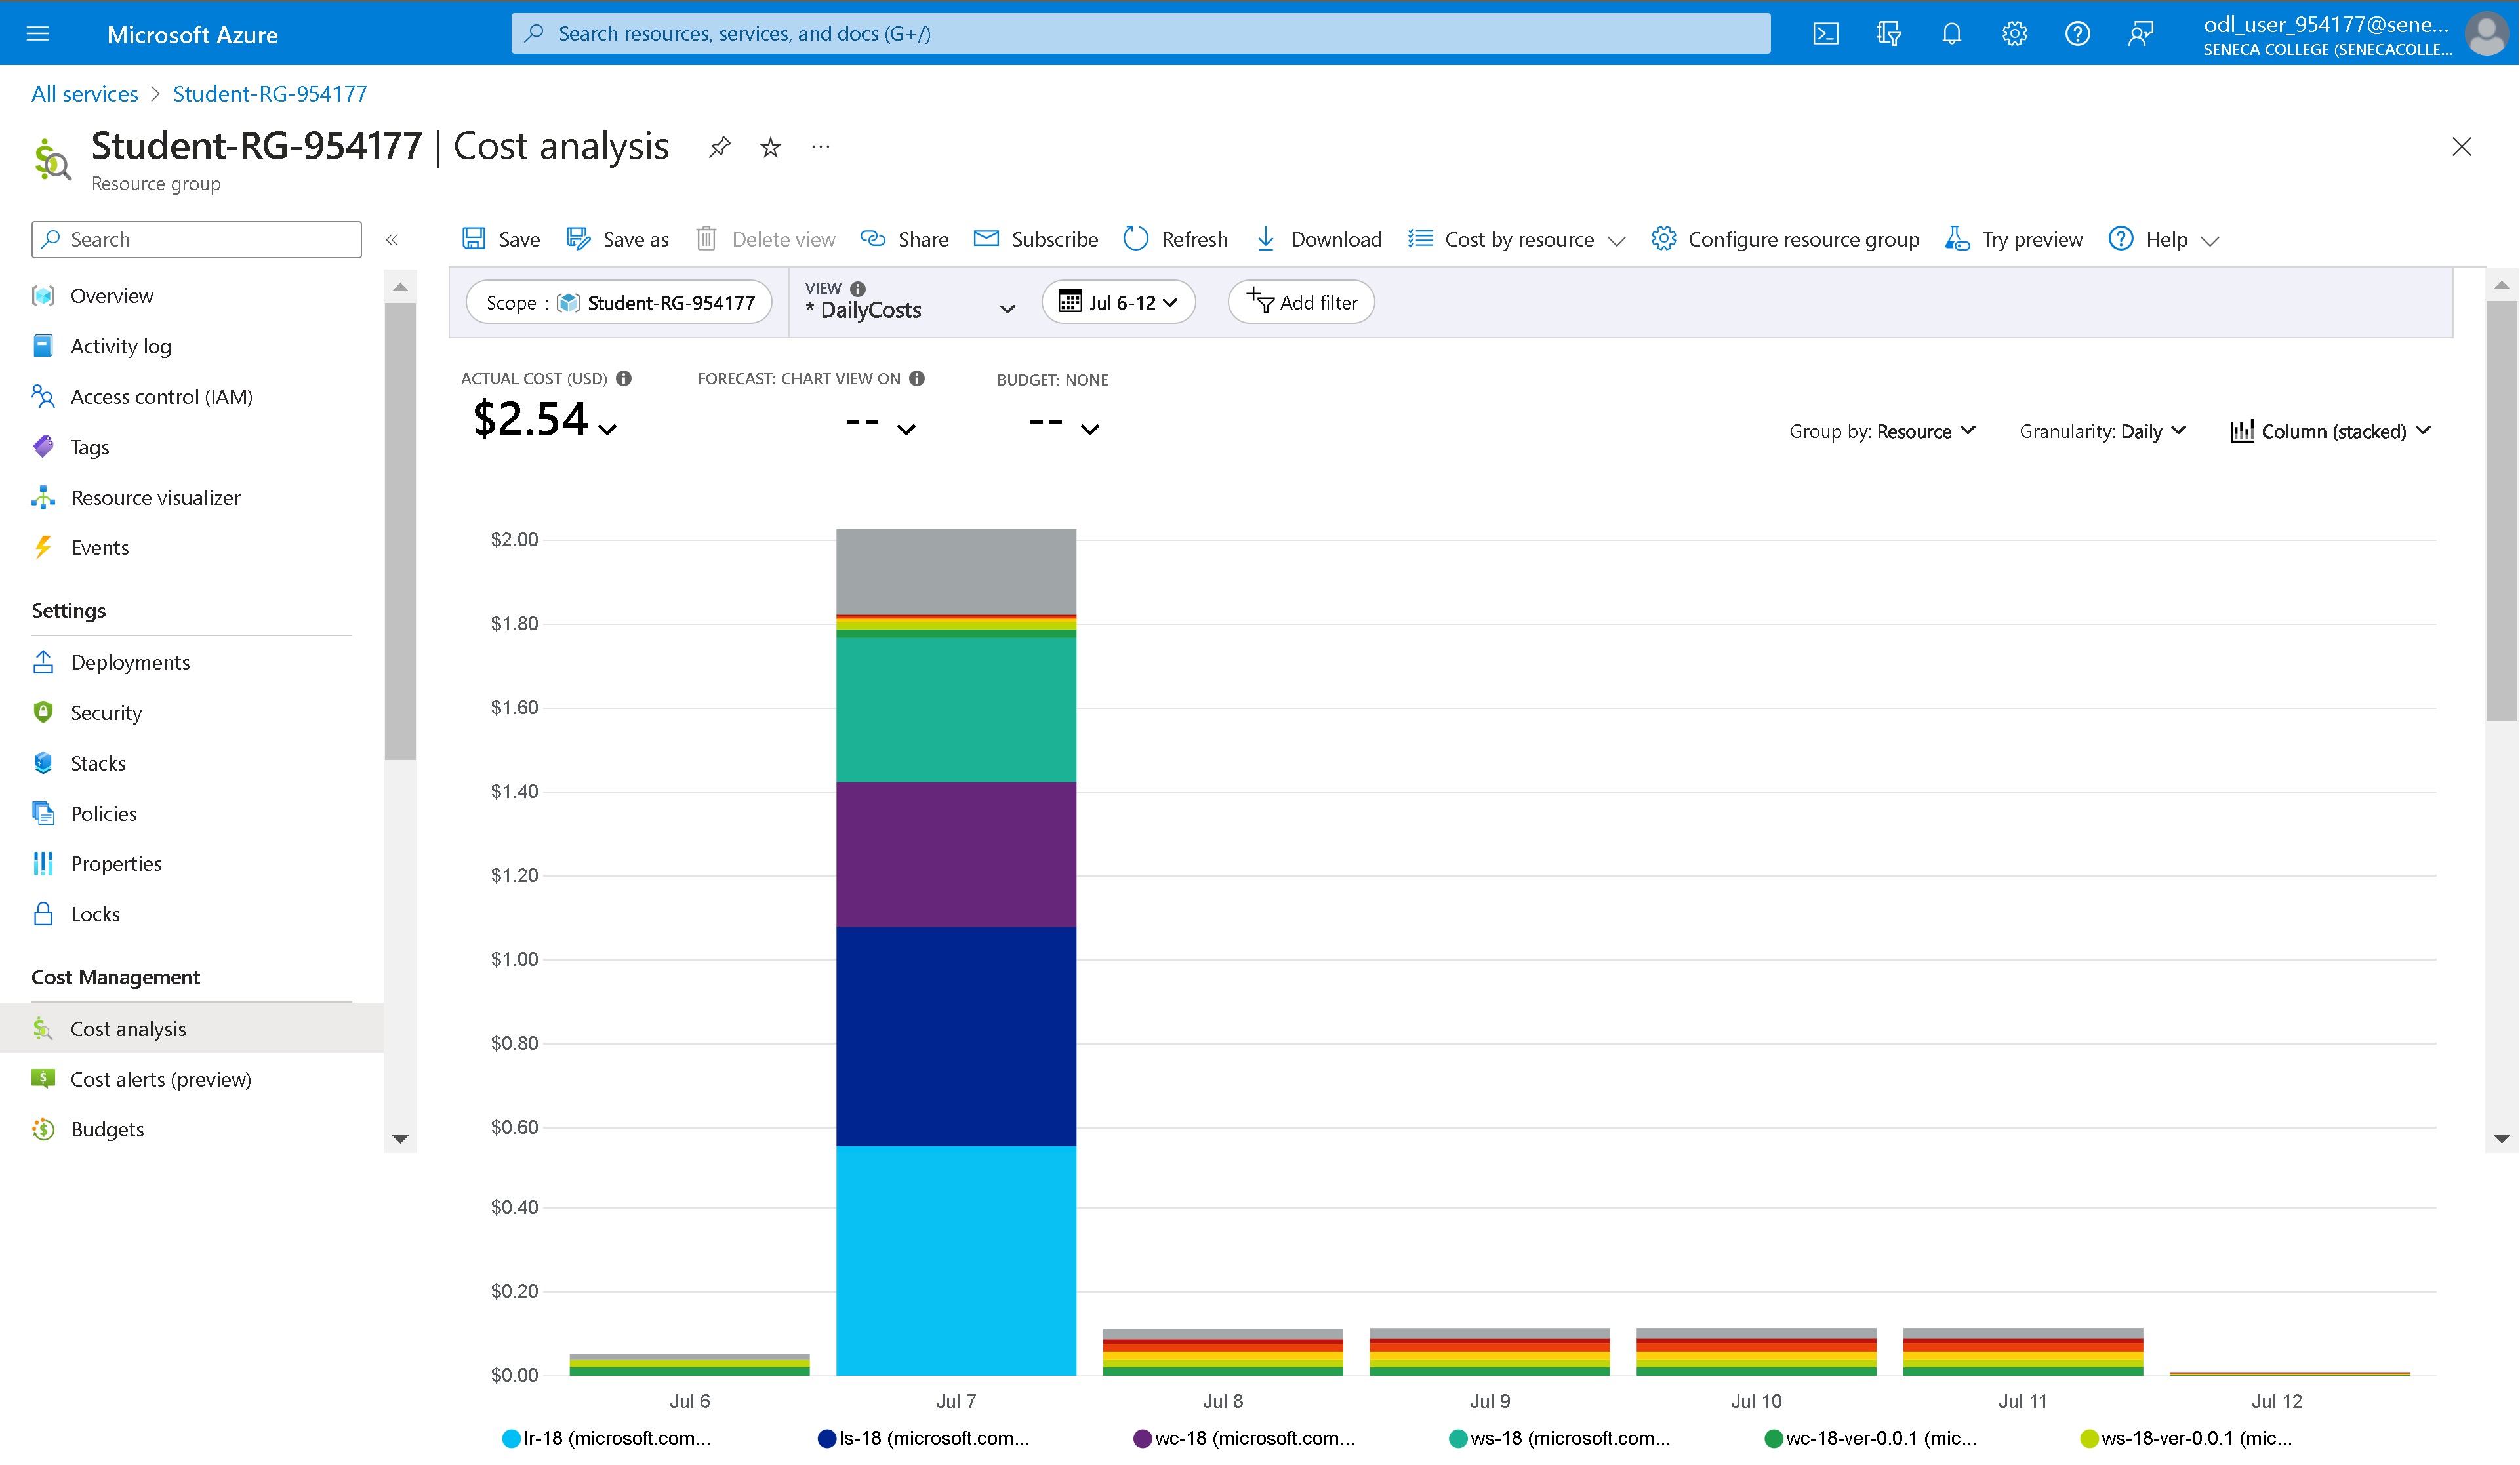 Microsoft Azure
Search resources, services, and docs (G+/)
odl_user_954177@sene...
SENECA COLLEGE (SENECACOLLE...
All services > Student-RG-954177
Student-RG-954177 | Cost analysis
Resource group
Search
Save
Save as
Delete view
Share
Subscribe
Refresh
Download
Cost by resource
Configure resource group
Try preview
Help
Overview
Activity log
Access control (IAM)
Tags
Resource visualizer
Events
Settings
Deployments
Security
Stacks
Policies
Properties
Locks
Cost Management
Cost analysis
Cost alerts (preview)
Budgets
Scope : Student-RG-954177
VIEW
* DailyCosts
Jul 6-12
Add filter
ACTUAL COST (USD)
$2.54
FORECAST: CHART VIEW ON
--
BUDGET: NONE
--
Group by: Resource
Granularity: Daily
Column (stacked)
$2.00
$1.80
$1.60
$1.40
$1.20
$1.00
$0.80
$0.60
$0.40
$0.20
$0.00
Jul 6
Jul 7
Jul 8
Jul 9
Jul 10
Jul 11
Jul 12
lr-18 (microsoft.com...
ls-18 (microsoft.com...
wc-18 (microsoft.com...
ws-18 (microsoft.com...
wc-18-ver-0.0.1 (mic...
ws-18-ver-0.0.1 (mic...